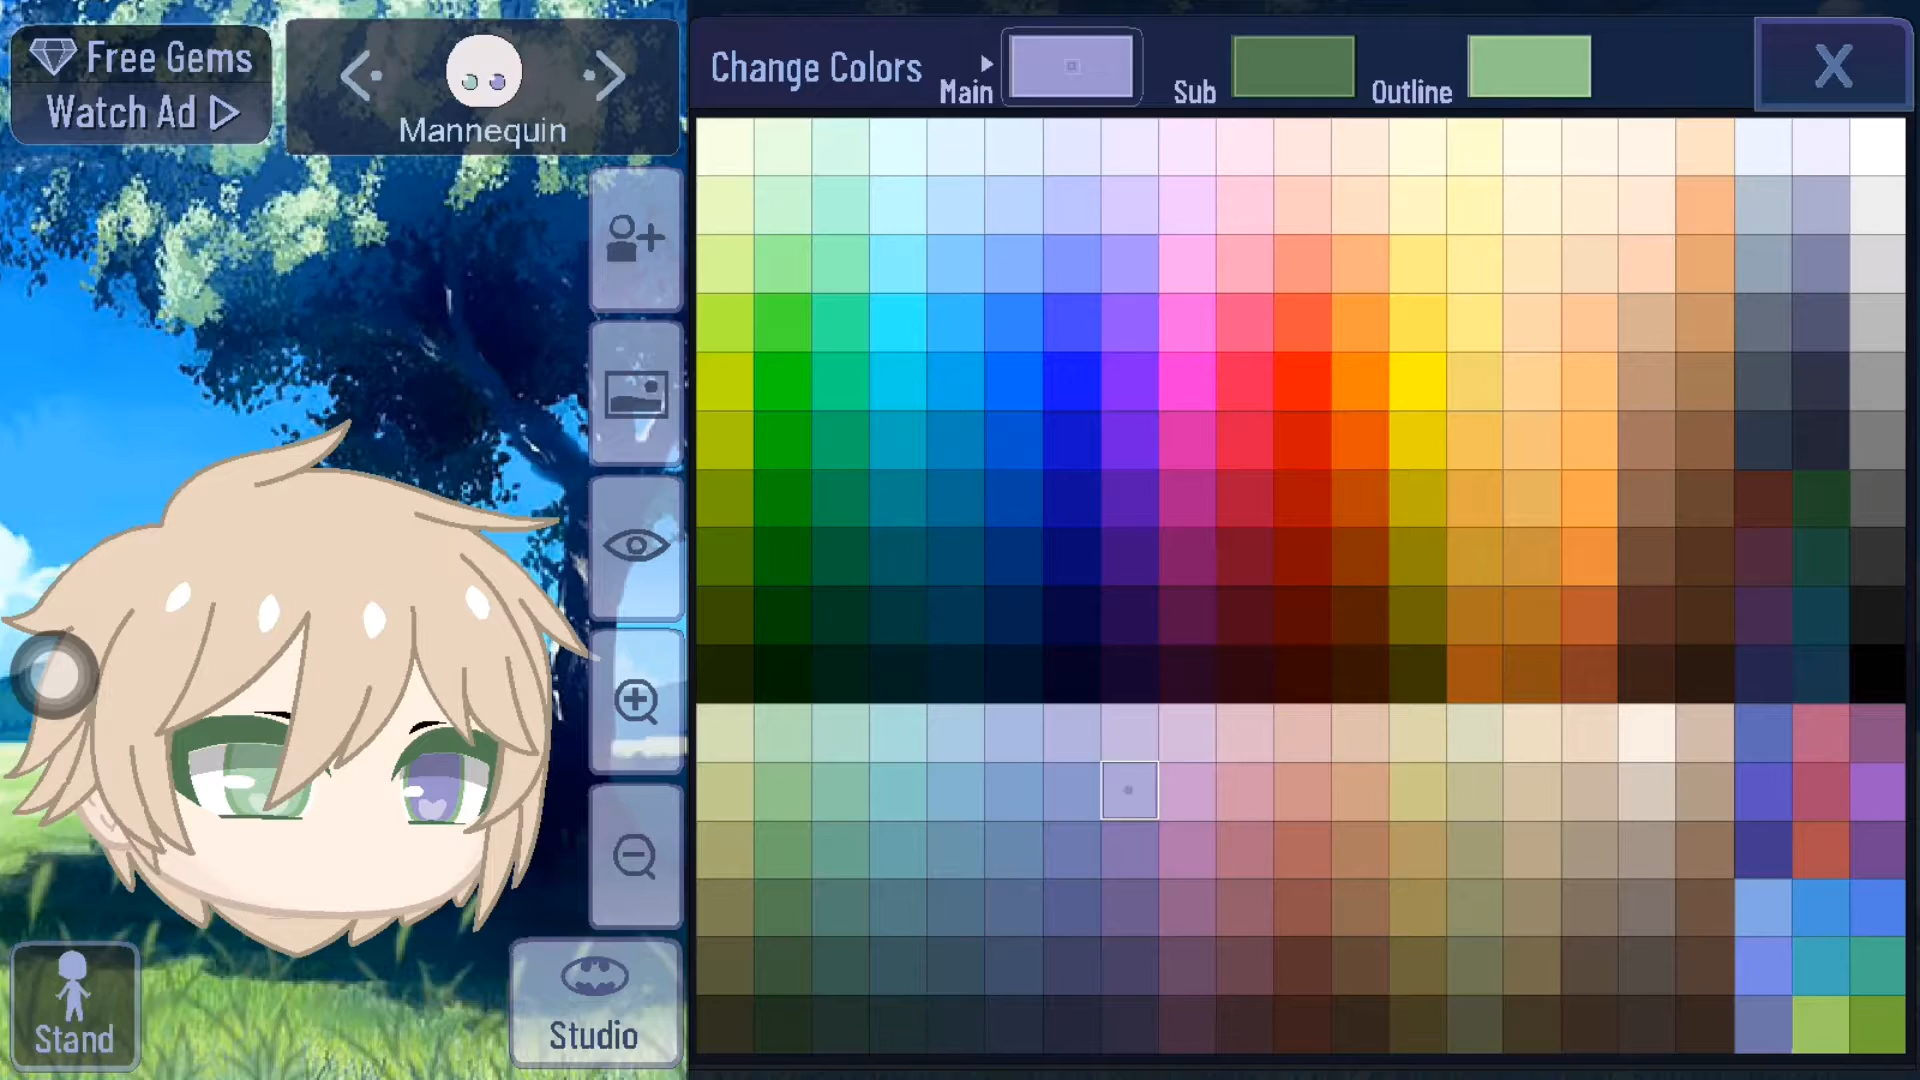 Free Gems
Watch Ad
Mannequin
Change Colors
Main
Sub
Outline
X
Stand
Studio